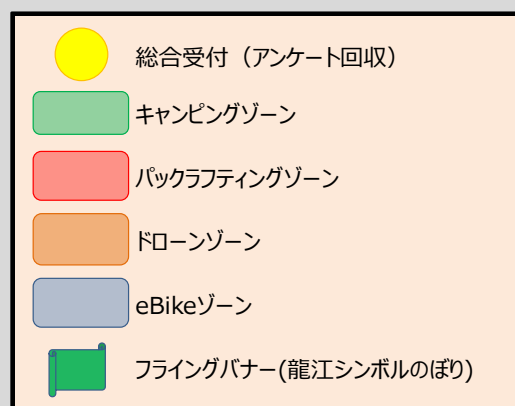 総合受付（アンケート回収）
キャンピングゾーン
パックラフティングゾーン
ドローンゾーン
eBikeゾーン
フライングバナー(龍江シンボルのぼり)